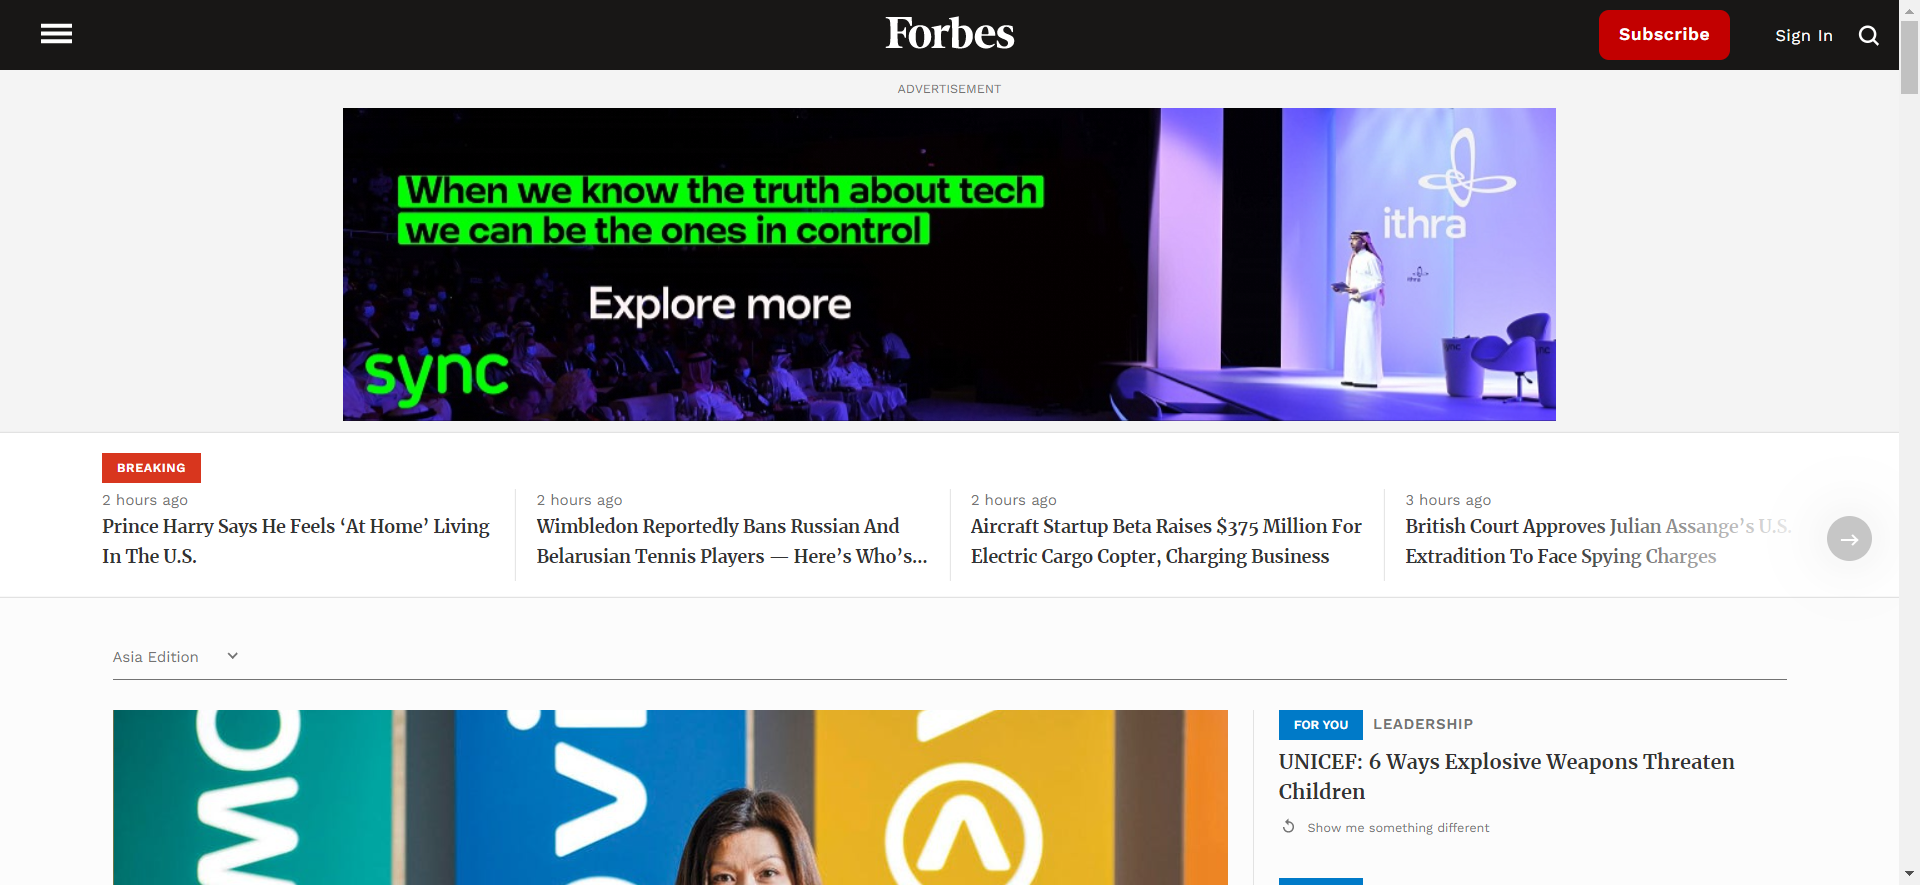 Forbes
Subscribe
Sign In
ADVERTISEMENT
When we know the truth about tech
we can be the ones in control
Explore more
sync
ithra
BREAKING
2 hours ago
Prince Harry Says He Feels ‘At Home’ Living
In The U.S.
2 hours ago
Wimbledon Reportedly Bans Russian And
Belarusian Tennis Players — Here’s Who’s...
2 hours ago
Aircraft Startup Beta Raises $375 Million For
Electric Cargo Copter, Charging Business
3 hours ago
British Court Approves Julian Assange’s U.S.
Extradition To Face Spying Charges
Asia Edition
FOR YOU
LEADERSHIP
UNICEF: 6 Ways Explosive Weapons Threaten
Children
Show me something different